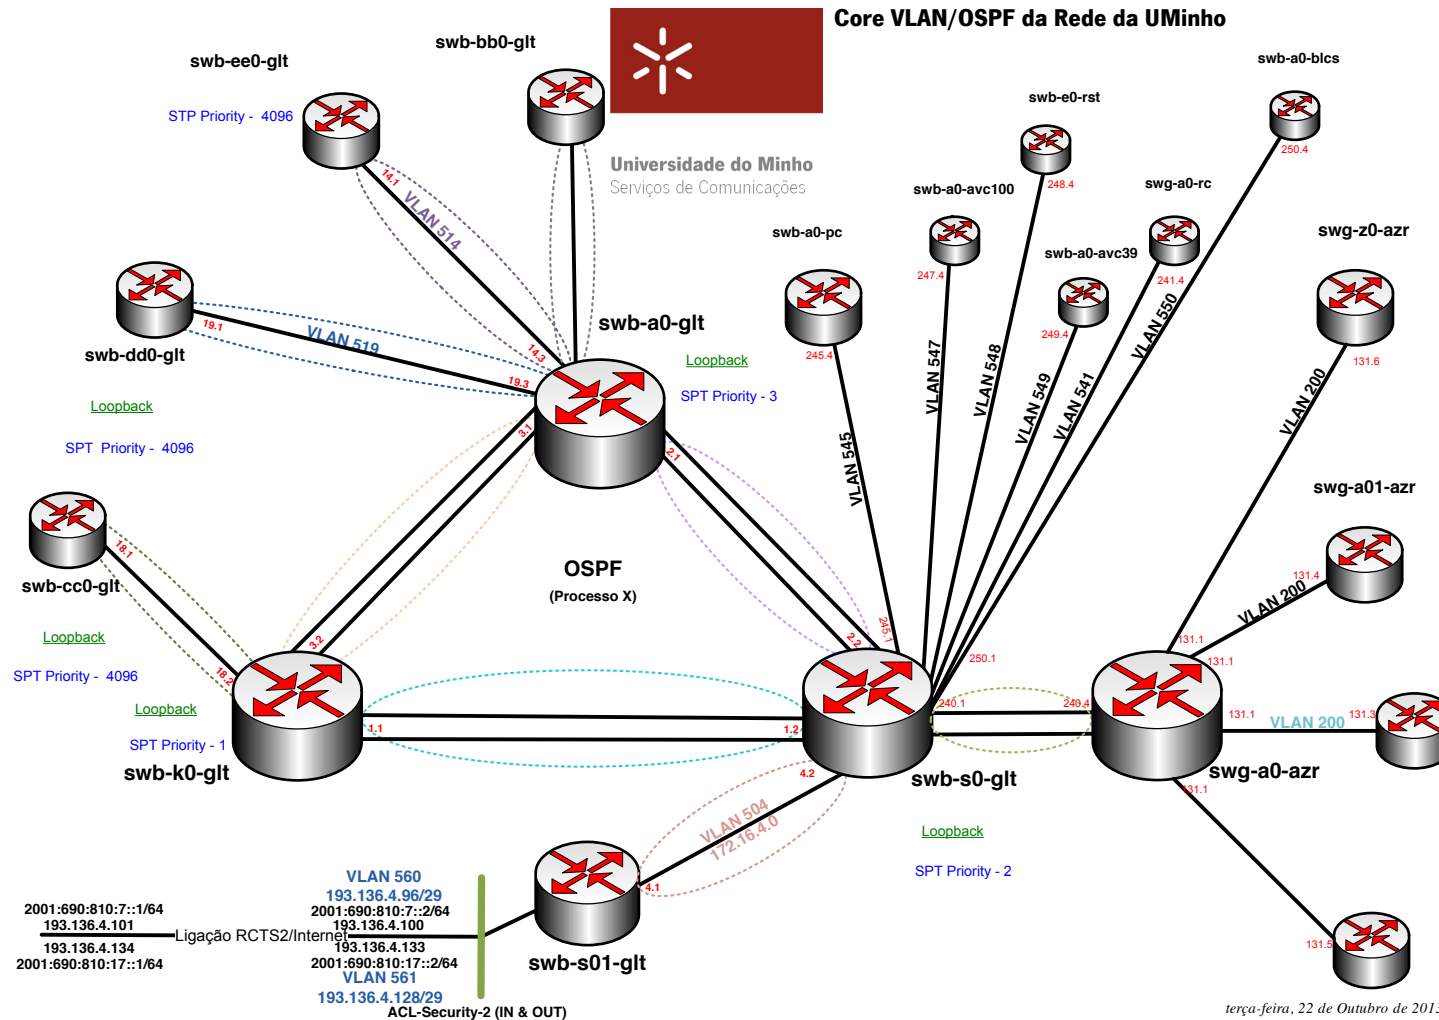 Core VLAN/OSPF da Rede da UMinho
swb-bb0-glt
swb-ee0-glt
swb-a0-blcs
STP Priority - 4096
swb-e0-rst
250.4
Universidade do Minho
Serviços de Comunicações
14.1
248.4
swb-a0-avc100
swg-a0-rc
VLAN 514
swb-a0-pc
swg-z0-azr
swb-a0-avc39
247.4
241.4
19.1
VLAN 519
swb-a0-glt
249.4
VLAN 550
swb-dd0-glt
14.3
245.4
131.6
Loopback
VLAN 547
VLAN 548
19.3
SPT Priority - 3
VLAN 549
VLAN 541
VLAN 200
Loopback
3.1
2.1
SPT Priority - 4096
VLAN 545
swg-a01-azr
18.1
swb-cc0-glt
OSPF
(Processo X)
131.4
VLAN 200
Loopback
3.2
2.2
245.1
131.1
250.1
131.1
SPT Priority - 4096
18.2
Loopback
240.1
240.4
1.1
1.2
131.1
VLAN 200
131.3
SPT Priority - 1
swb-k0-glt
4.2
swb-s0-glt
swg-a0-azr
131.1
VLAN 504
172.16.4.0
Loopback
SPT Priority - 2
4.1
VLAN 560
193.136.4.96/29
2001:690:810:7::1/64
2001:690:810:7::2/64
193.136.4.101
193.136.4.100
Ligação RCTS2/Internet
193.136.4.134
193.136.4.133
2001:690:810:17::1/64
2001:690:810:17::2/64
131.5
swb-s01-glt
VLAN 561
193.136.4.128/29
ACL-Security-2 (IN & OUT)
terça-feira, 22 de Outubro de 2013